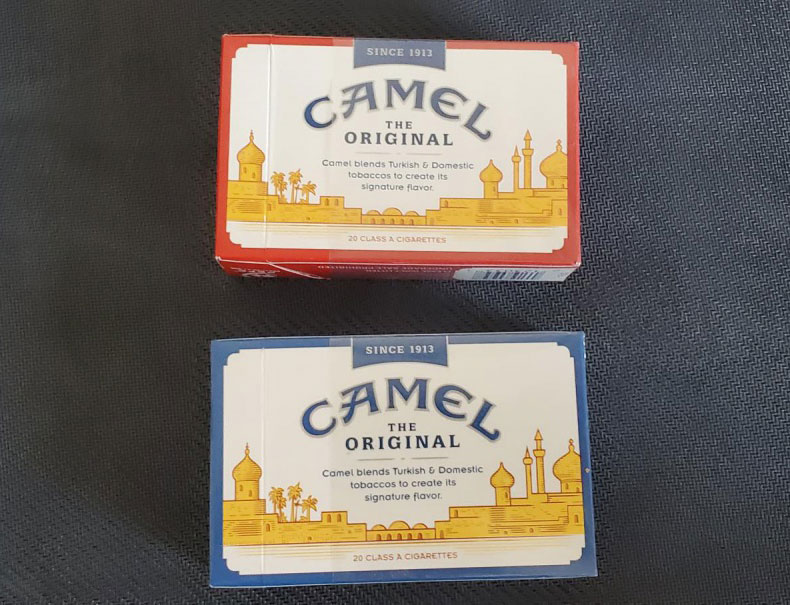 SINCE 1913
CAMEL
THE
ORIGINAL
Camel blends Turkish & Domestic
tobaccos to create its
signature flavor.
20 CLASS A CIGARETTES
SINCE 1913
CAMEL
THE
ORIGINAL
Camel blends Turkish & Domestic
tobaccos to create its
signature flavor.
20 CLASS A CIGARETTES